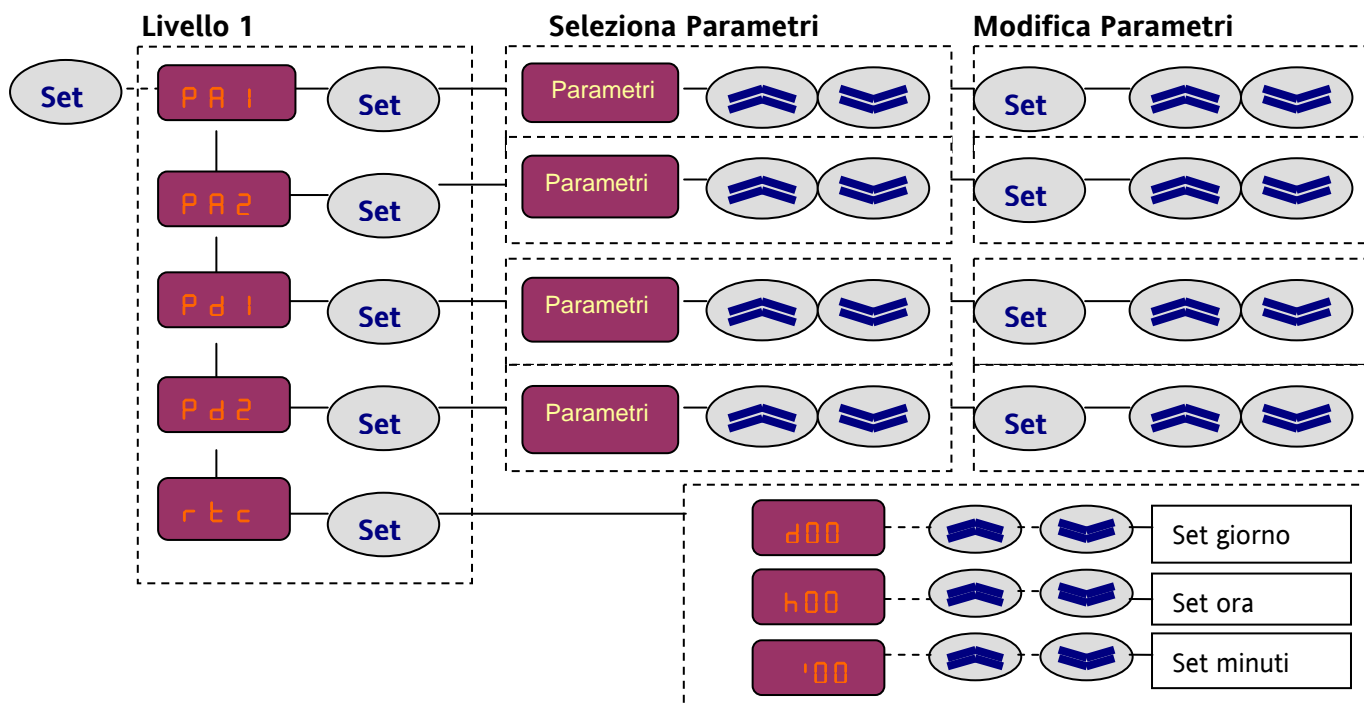 Livello 1 Seleziona Parametri Modifica Parametri
Set PA1 Set Parametri Set
PA2 Set Parametri Set
Pd1 Set Parametri Set
Pd2 Set Parametri Set
rtc Set
d00 Set giorno
h00 Set ora
'00 Set minuti